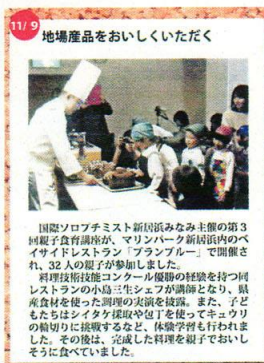 11/9
地場産品をおいしくいただく
国際ソロプチミスト新居浜みなみ主催の第3
回親子食育講座が、マリンパーク新居浜内のベ
イサイドレストラン「ブランブルー」で開催さ
れ、32人の親子が参加しました。
料理技術技能コンクール優勝の経験を持つ同
レストランの小島三生シェフが講師となり、県
産食材を使った調理の実演を披露。また、子ど
もたちはシイタケ採取や包丁を使ってキュウリ
の輪切りに挑戦するなど、体験学習も行われま
した。その後は、完成した料理を親子でおいし
そうに食べていました。